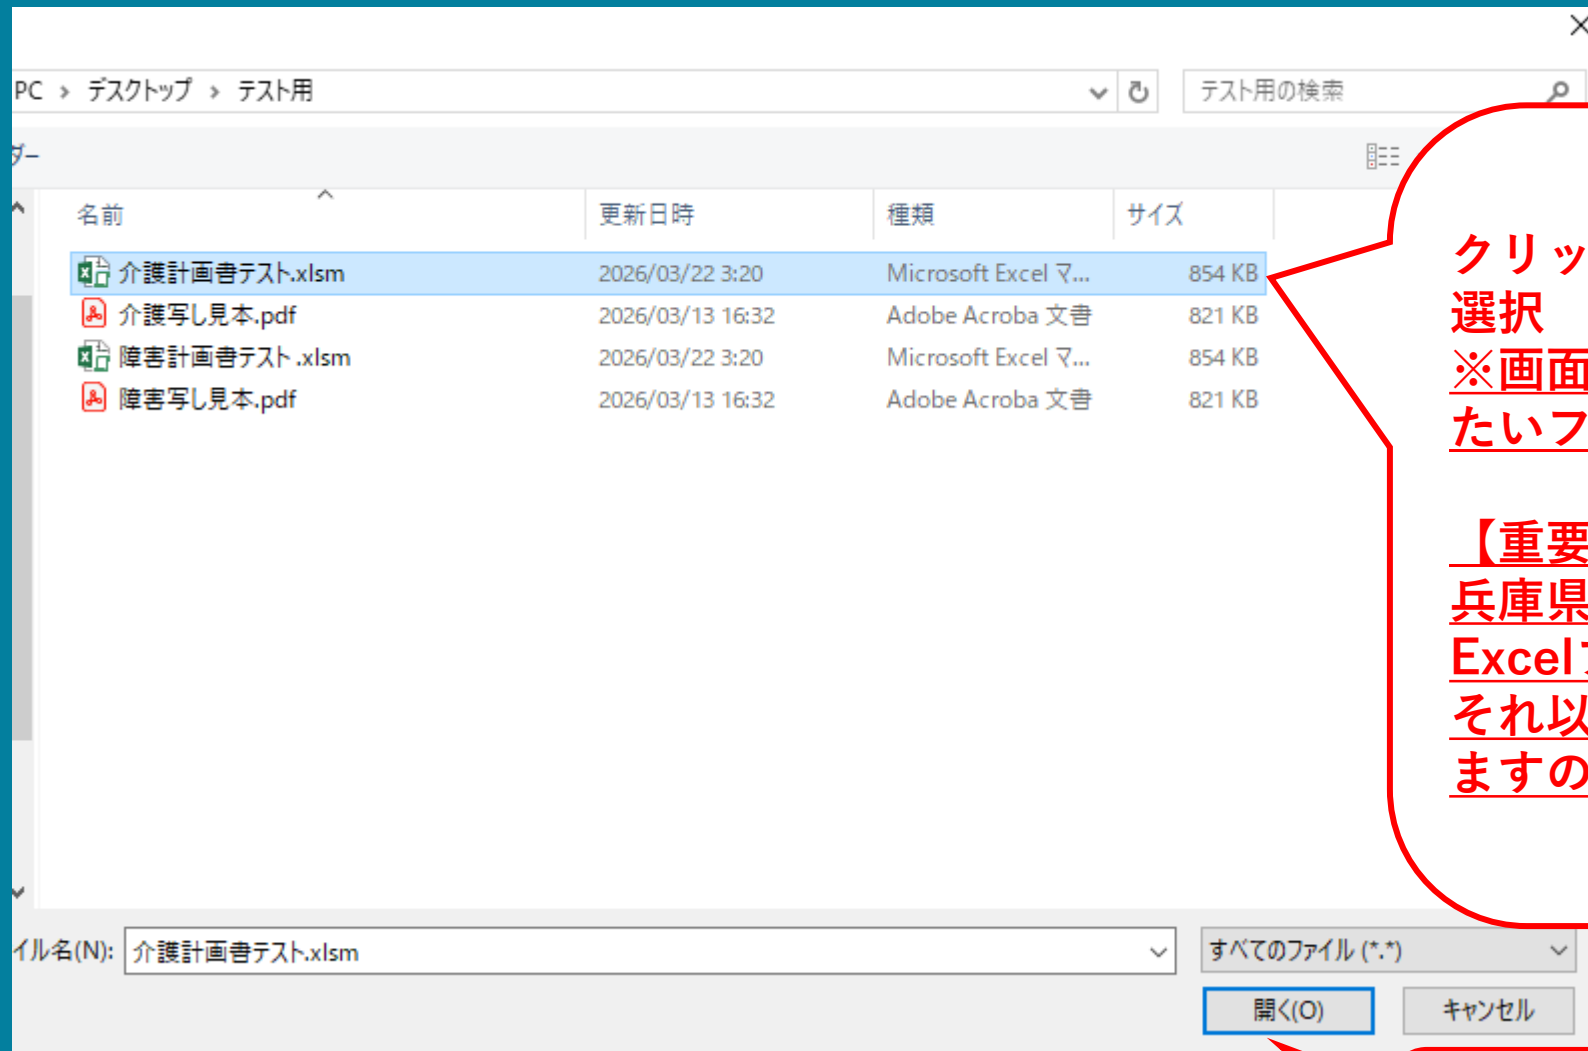 PC › デスクトップ › テスト用
テスト用の検索
ダー
名前 更新日時 種類 サイズ
介護計画書テスト.xlsm 2026/03/22 3:20 Microsoft Excel マ... 854 KB
介護写し見本.pdf 2026/03/13 16:32 Adobe Acroba 文書 821 KB
障害計画書テスト .xlsm 2026/03/22 3:20 Microsoft Excel マ... 854 KB
障害写し見本.pdf 2026/03/13 16:32 Adobe Acroba 文書 821 KB
クリッ
選択
※画面
たいフ
【重要
兵庫県
Excelフ
それ以
ますの
イル名(N): 介護計画書テスト.xlsm
すべてのファイル (*.*)
開く(O) キャンセル